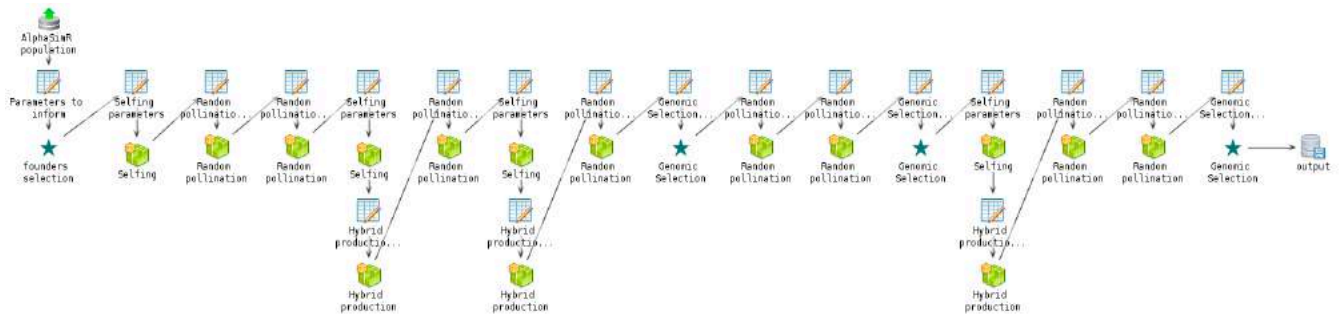 AlphaSimR
population
Parameters to
inform
founders
selection
Selfing
parameters
Selfing
Random
pollinatio...
Random
pollination
Random
pollinatio...
Random
pollination
Selfing
parameters
Selfing
Hybrid
productio...
Hybrid
production
Random
pollinatio...
Random
pollination
Selfing
parameters
Selfing
Hybrid
productio...
Hybrid
production
Random
pollinatio...
Random
pollination
Genomic
Selection...
Genomic
Selection
Random
pollinatio...
Random
pollination
Random
pollinatio...
Random
pollination
Genomic
Selection...
Genomic
Selection
Selfing
parameters
Selfing
Hybrid
productio...
Hybrid
production
Random
pollinatio...
Random
pollination
Random
pollinatio...
Random
pollination
Genomic
Selection...
Genomic
Selection
output